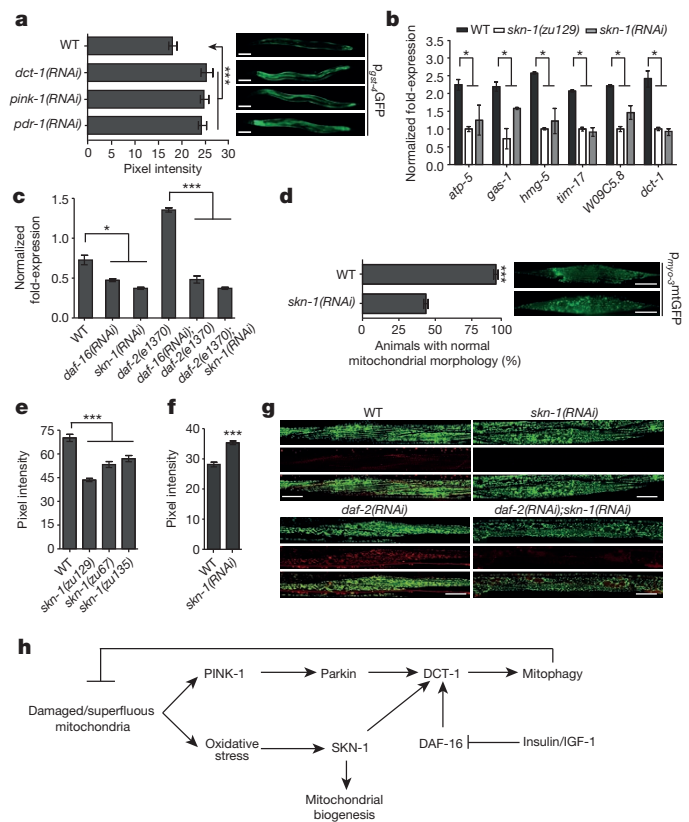 a
WT
dct-1(RNAi)
pink-1(RNAi)
pdr-1(RNAi)
***
0 5 10 15 20 25 30
Pixel intensity
pgst-4GFP
b
WT skn-1(zu129) skn-1(RNAi)
Normalized fold-expression
3.5
3.0
2.5
2.0
1.5
1.0
0.5
0.0
* * * * * *
atp-5 gas-1 hmg-5 tim-17 W09C5.8 dct-1
c
Normalized
fold-expression
1.5
1.0
0.5
0.0
*
***
WT
daf-16(RNAi)
skn-1(RNAi)
daf-2(e1370)
daf-16(RNAi);
daf-2(e1370)
daf-2(e1370);
skn-1(RNAi)
d
WT
skn-1(RNAi)
***
0 25 50 75 100
Animals with normal
mitochondrial morphology (%)
pmyo-3mtGFP
e
Pixel intensity
75
60
45
30
15
0
***
WT
skn-1(zu129)
skn-1(zu67)
skn-1(zu135)
f
Pixel intensity
40
30
20
10
0
***
WT
skn-1(RNAi)
g
WT skn-1(RNAi)
daf-2(RNAi) daf-2(RNAi);skn-1(RNAi)
h
Damaged/superfluous
mitochondria
PINK-1 Parkin DCT-1 Mitophagy
Oxidative
stress
SKN-1 DAF-16 Insulin/IGF-1
Mitochondrial
biogenesis